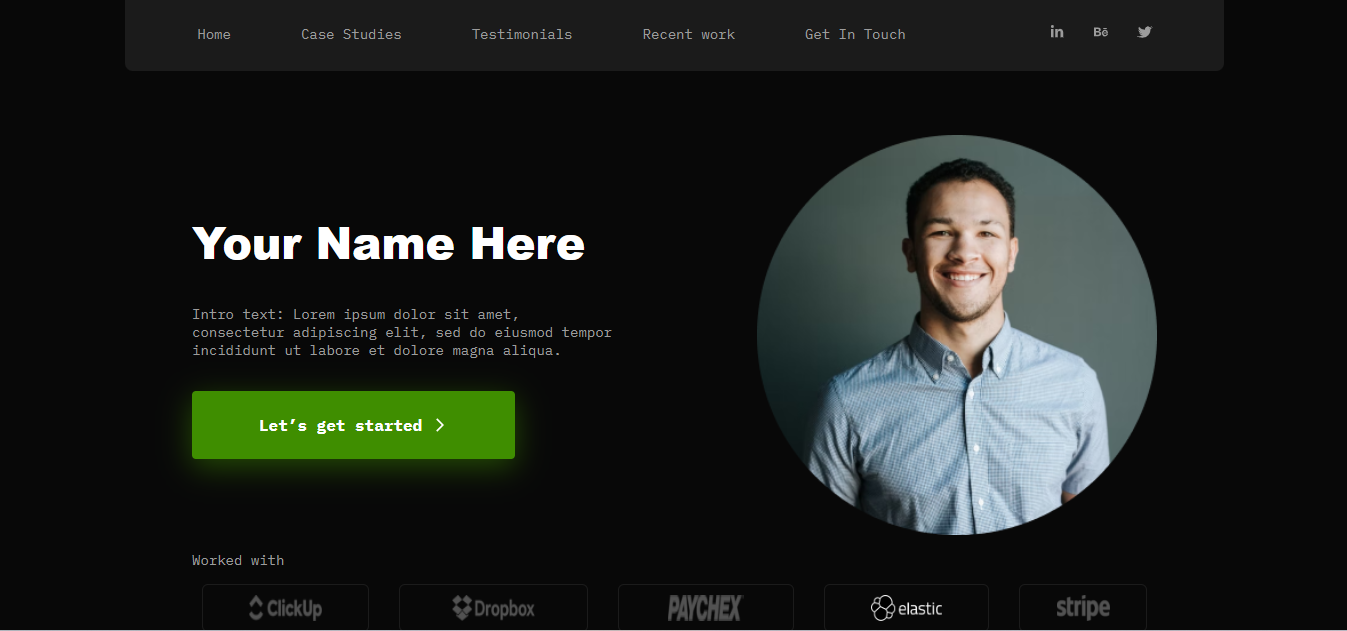 Home Case Studies Testimonials Recent work Get In Touch in Bē
Your Name Here
Intro text: Lorem ipsum dolor sit amet,
consectetur adipiscing elit, sed do eiusmod tempor
incididunt ut labore et dolore magna aliqua.
Let’s get started
Worked with
ClickUp Dropbox PAYCHEX elastic stripe